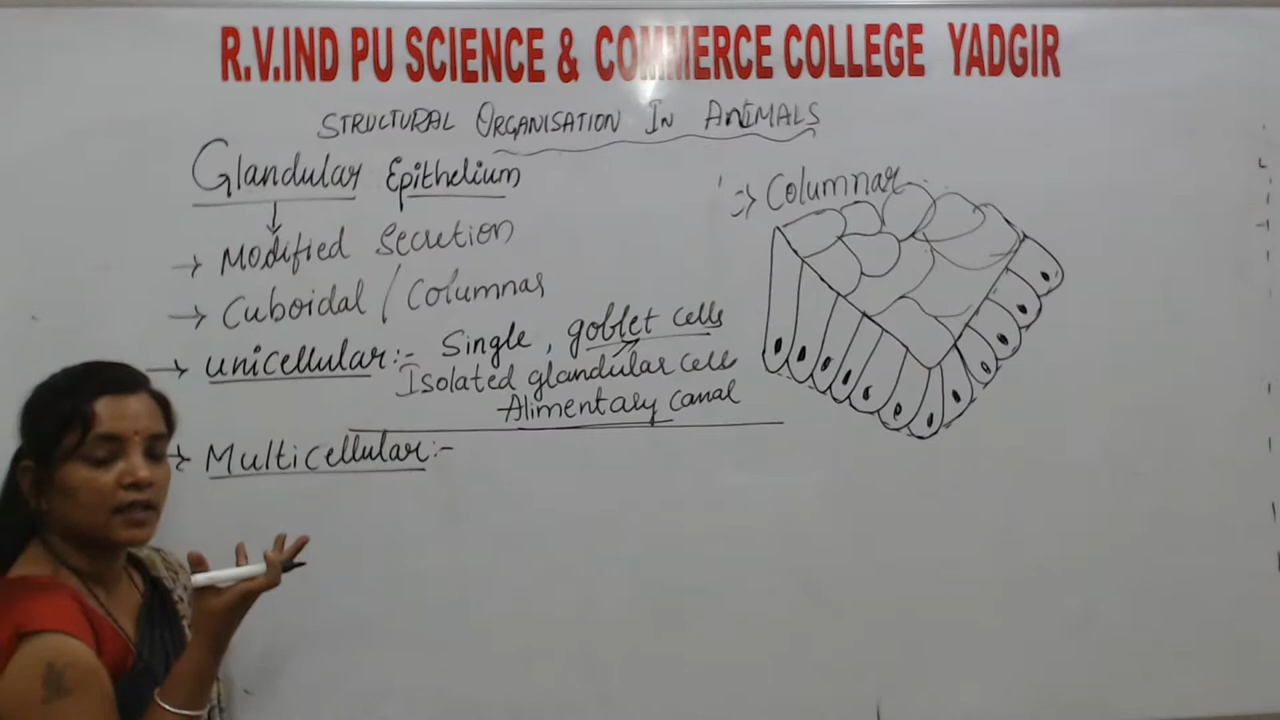 R.V.IND PU SCIENCE & COMMERCE COLLEGE YADGIR
STRUCTURAL ORGANISATION IN ANIMALS
Glandular Epithelium
→ Modified Secretion
→ Cuboidal / Columnar
→ unicellular:- Single, goblet cells
Isolated glandular cells
Alimentary canal
→ Multicellular:-
⇒ Columnar